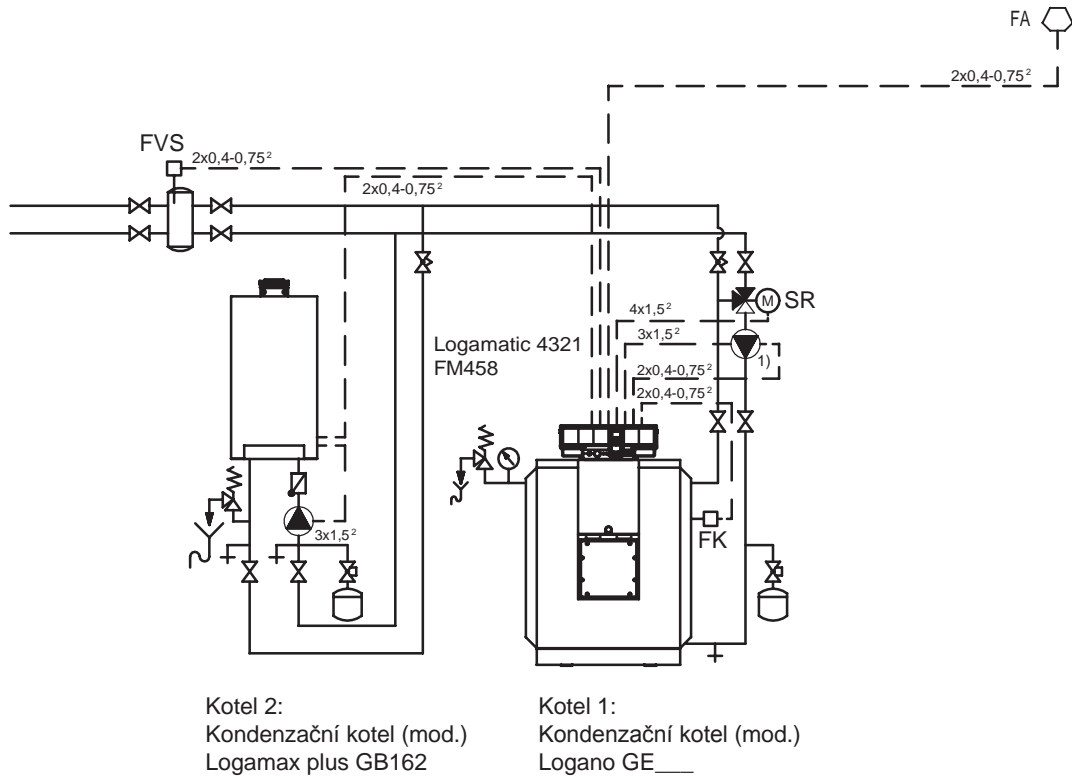 FA
2x0,4-0,75²
FVS
2x0,4-0,75²
2x0,4-0,75²
M
SR
4x1,5²
Logamatic 4321
FM458
3x1,5²
1)
2x0,4-0,75²
2x0,4-0,75²
FK
3x1,5²
Kotel 2:
Kondenzační kotel (mod.)
Logamax plus GB162
Kotel 1:
Kondenzační kotel (mod.)
Logano GE___